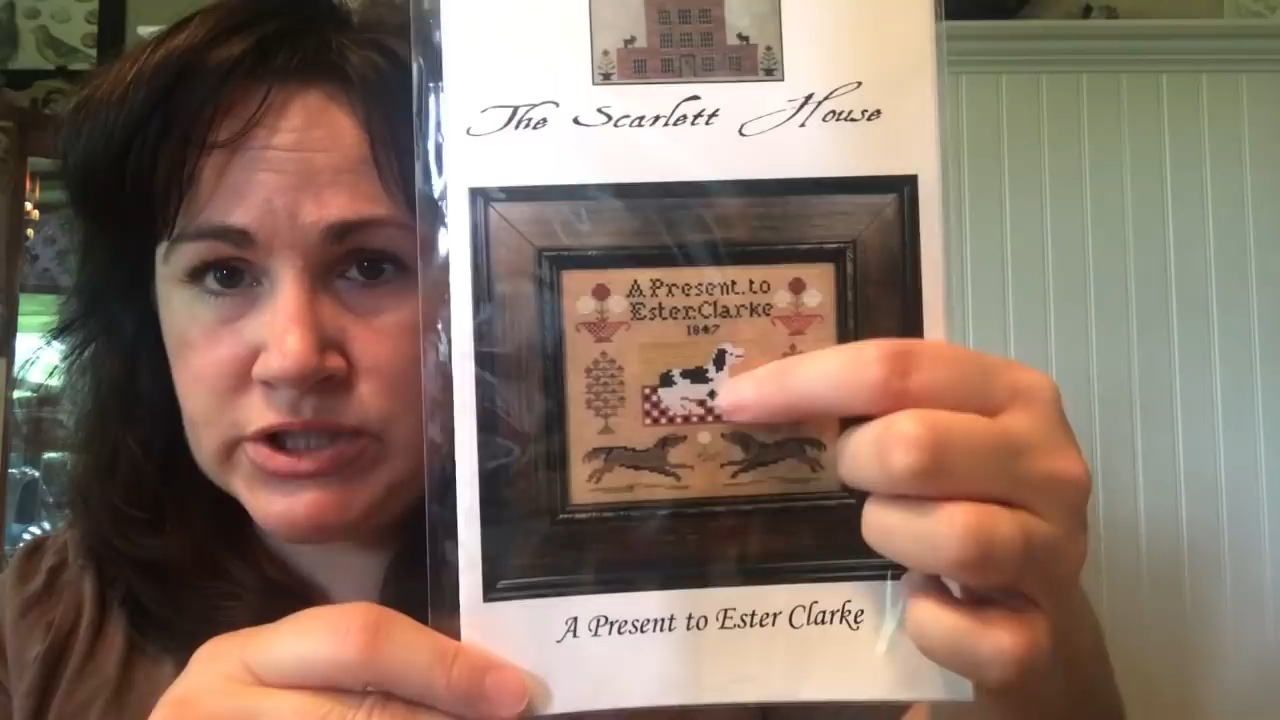 The Scarlett House
A Present to
Ester Clarke
1847
A Present to Ester Clarke